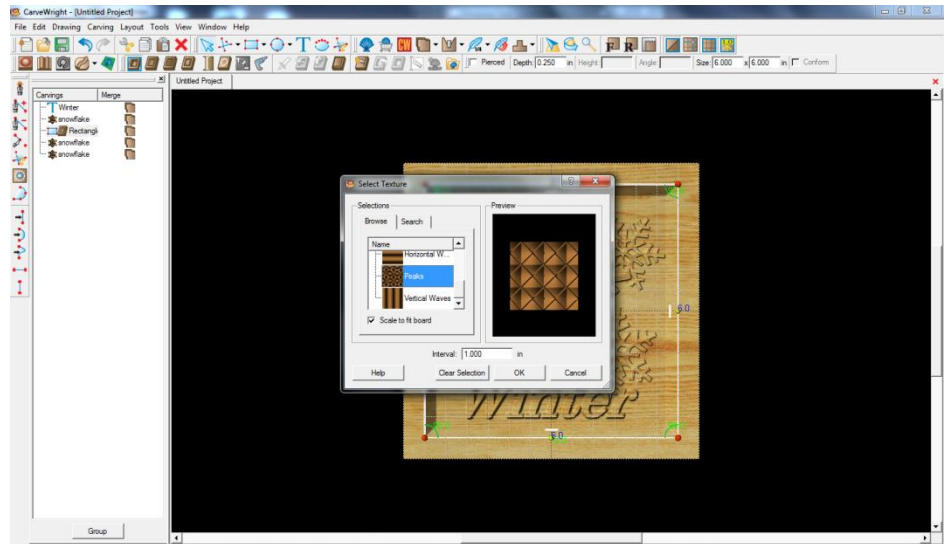 CarveWright - [Untitled Project]
File Edit Drawing Carving Layout Tools View Window Help
CW
Pierced Depth: 0.250 in Height: Angle: Size: 6.000 x 6.000 in Conform
Untitled Project
Carvings Merge
Winter
snowflake
Rectangl
snowflake
snowflake
Select Texture
Selections
Browse Search
Name
Horizontal W...
Peaks
Vertical Waves
Scale to fit board
Preview
Interval: 1.000 in
Help Clear Selection OK Cancel
6.0
Winter
6.0
Group